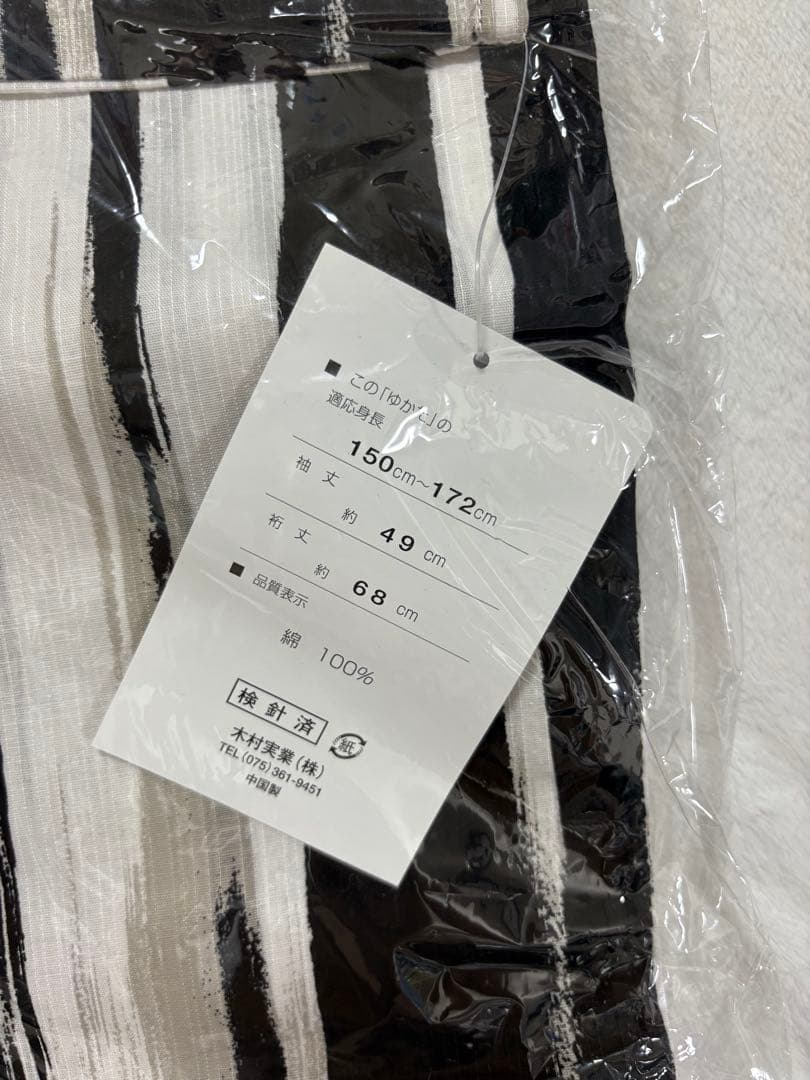 ■ この「ゆかた」の
適応身長
150cm～172cm
袖丈
約 49 cm
裄丈
約 68 cm
■ 品質表示
綿 100%
検針済
紙
木村実業(株)
TEL(075)361-9451
中国製